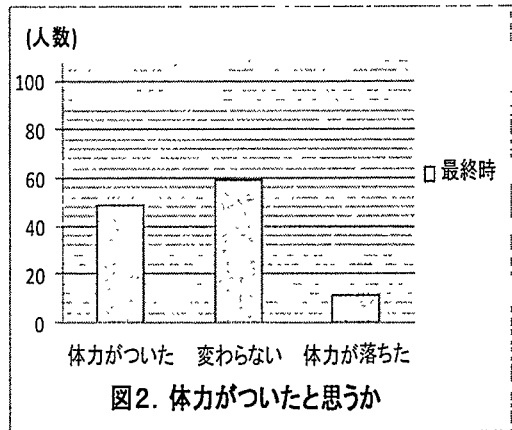 (人数)
100
80
60
40
20
0
体力がついた 変わらない 体力が落ちた
□ 最終時
図2. 体力がついたと思うか